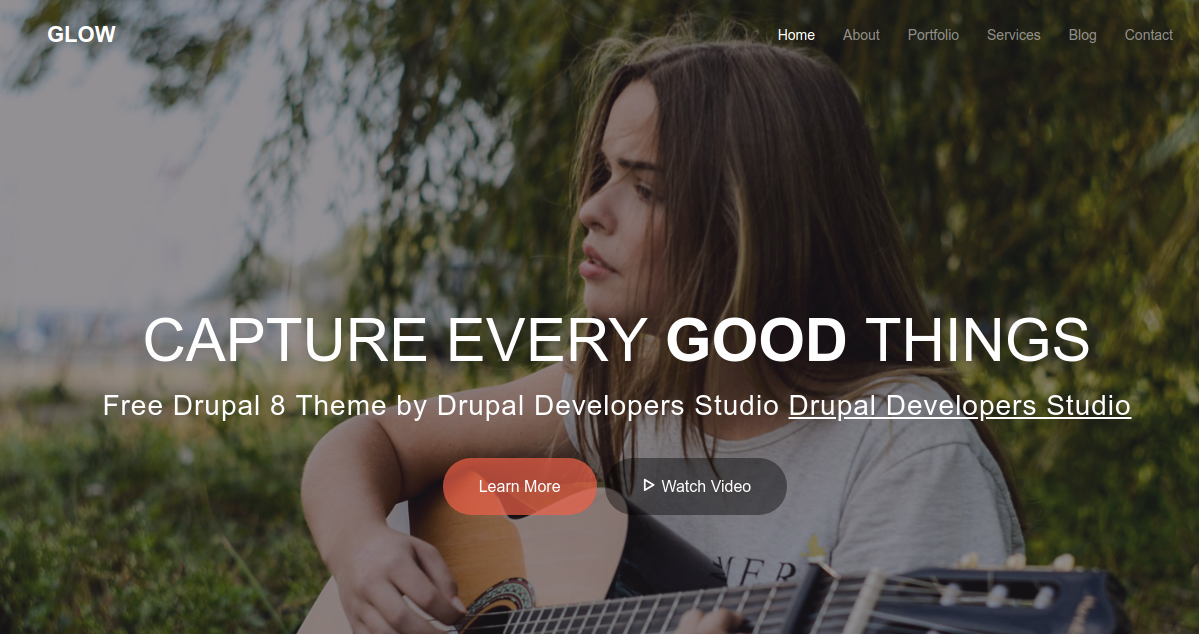 GLOW
Home About Portfolio Services Blog Contact
CAPTURE EVERY GOOD THINGS
Free Drupal 8 Theme by Drupal Developers Studio Drupal Developers Studio
Learn More
Watch Video